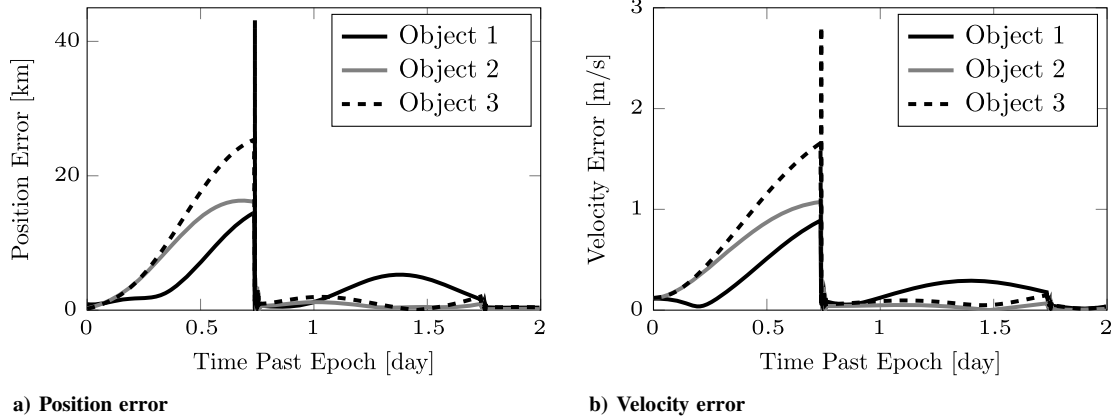 Position Error [km]
40
20
0
Object 1
Object 2
Object 3
0
0.5
1
1.5
2
Time Past Epoch [day]
a) Position error
Velocity Error [m/s]
3
2
1
0
Object 1
Object 2
Object 3
0
0.5
1
1.5
2
Time Past Epoch [day]
b) Velocity error